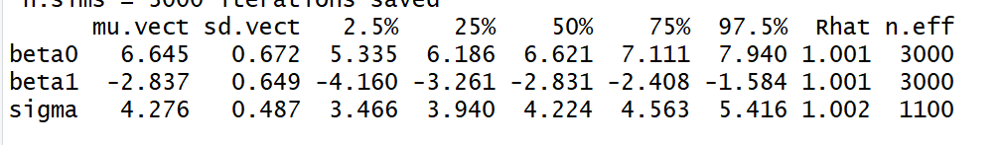 n.sims = 3000 iterations saved
mu.vect sd.vect 2.5% 25% 50% 75% 97.5% Rhat n.eff
beta0 6.645 0.672 5.335 6.186 6.621 7.111 7.940 1.001 3000
beta1 -2.837 0.649 -4.160 -3.261 -2.831 -2.408 -1.584 1.001 3000
sigma 4.276 0.487 3.466 3.940 4.224 4.563 5.416 1.002 1100